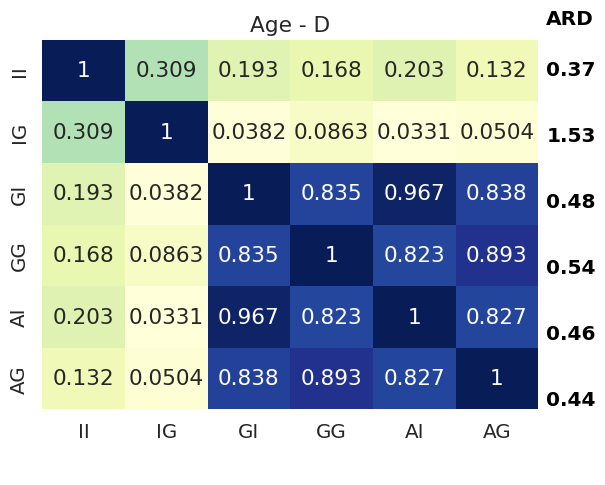 ARD
Age - D
II 1 0.309 0.193 0.168 0.203 0.132 0.37
IG 0.309 1 0.0382 0.0863 0.0331 0.0504 1.53
GI 0.193 0.0382 1 0.835 0.967 0.838 0.48
GG 0.168 0.0863 0.835 1 0.823 0.893 0.54
AI 0.203 0.0331 0.967 0.823 1 0.827 0.46
AG 0.132 0.0504 0.838 0.893 0.827 1 0.44
II IG GI GG AI AG